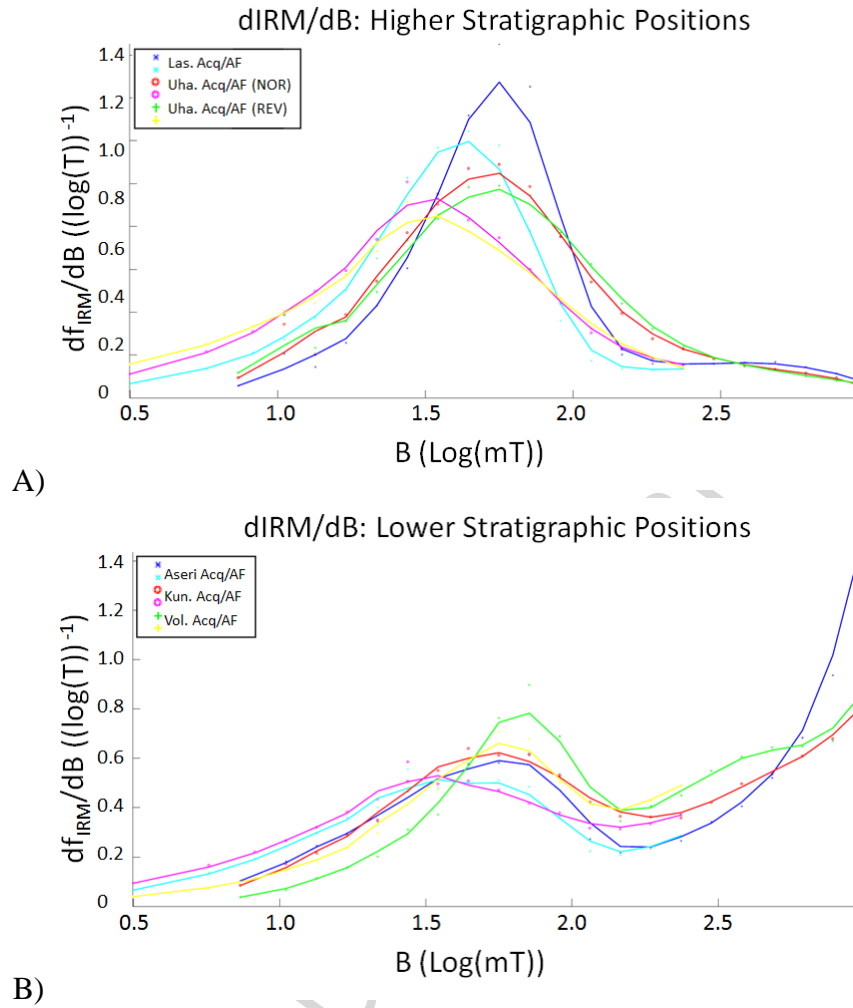 dIRM/dB: Higher Stratigraphic Positions
1.4
1.2
1.0
0.8
0.6
0.4
0.2
0
Las. Acq/AF
Uha. Acq/AF (NOR)
Uha. Acq/AF (REV)
df_IRM/dB ((log(T))^-1
0.5 1.0 1.5 2.0 2.5
B (Log(mT))
A)
dIRM/dB: Lower Stratigraphic Positions
1.4
1.2
1.0
0.8
0.6
0.4
0.2
0
Aseri Acq/AF
Kun. Acq/AF
Vol. Acq/AF
df_IRM/dB ((log(T))^-1
0.5 1.0 1.5 2.0 2.5
B (Log(mT))
B)